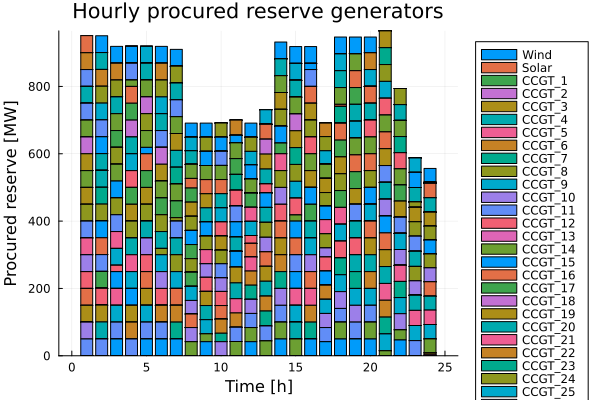 Hourly procured reserve generators
Procured reserve [MW]
800
600
400
200
0
0
5
10
15
20
25
Time [h]
Wind
Solar
CCGT_1
CCGT_2
CCGT_3
CCGT_4
CCGT_5
CCGT_6
CCGT_7
CCGT_8
CCGT_9
CCGT_10
CCGT_11
CCGT_12
CCGT_13
CCGT_14
CCGT_15
CCGT_16
CCGT_17
CCGT_18
CCGT_19
CCGT_20
CCGT_21
CCGT_22
CCGT_23
CCGT_24
CCGT_25